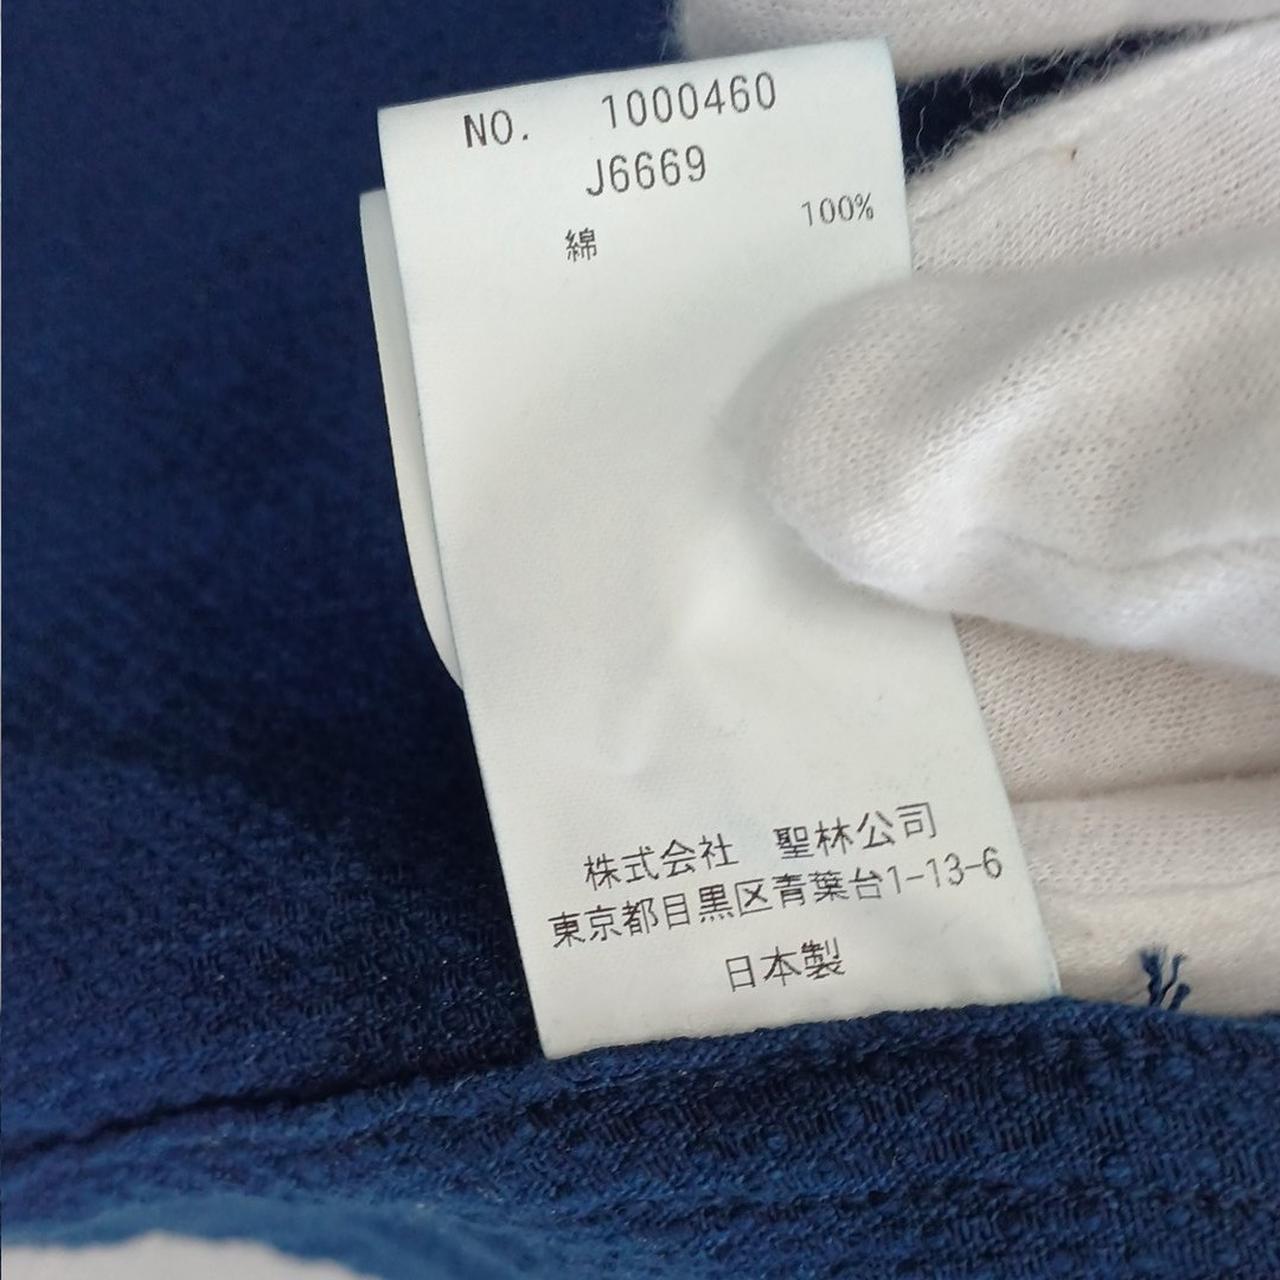 NO. 1000460
J6669
綿 100%
株式会社 聖林公司
東京都目黒区青葉台1-13-6
日本製